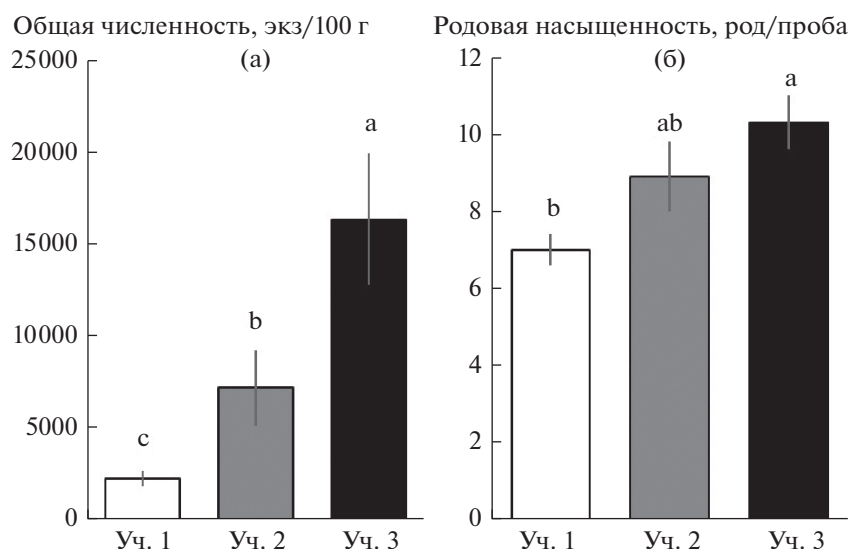 Общая численность, экз/100 г
(а)
25000
20000
15000
10000
5000
0
c
b
a
Уч. 1 Уч. 2 Уч. 3
Родовая насыщенность, род/проба
(б)
12
10
8
6
4
2
0
b
ab
a
Уч. 1 Уч. 2 Уч. 3